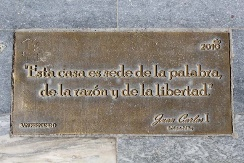 2010
"Esta casa es sede de la palabra,
de la razón y de la libertad."
Juan Carlos I